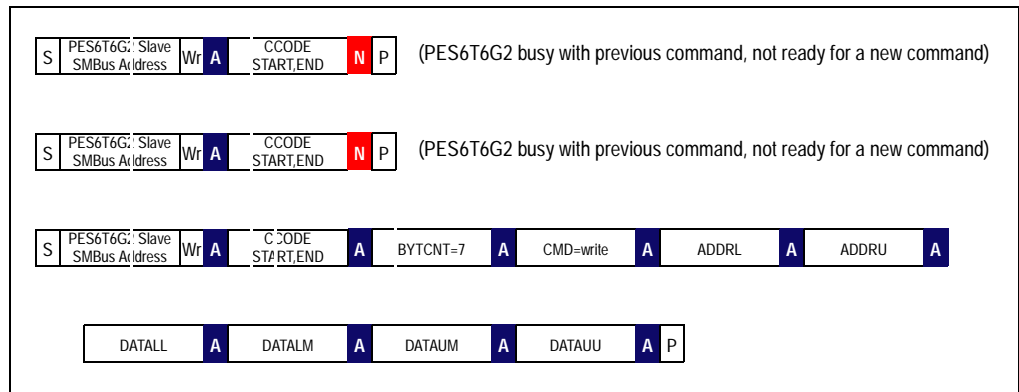 S PES6T6G2 Slave SMBus Address Wr A CCODE START,END N P (PES6T6G2 busy with previous command, not ready for a new command)
S PES6T6G2 Slave SMBus Address Wr A CCODE START,END N P (PES6T6G2 busy with previous command, not ready for a new command)
S PES6T6G2 Slave SMBus Address Wr A CCODE START,END A BYTCNT=7 A CMD=write A ADDRL A ADDRU A
DATALL A DATALM A DATAUM A DATAUU A P